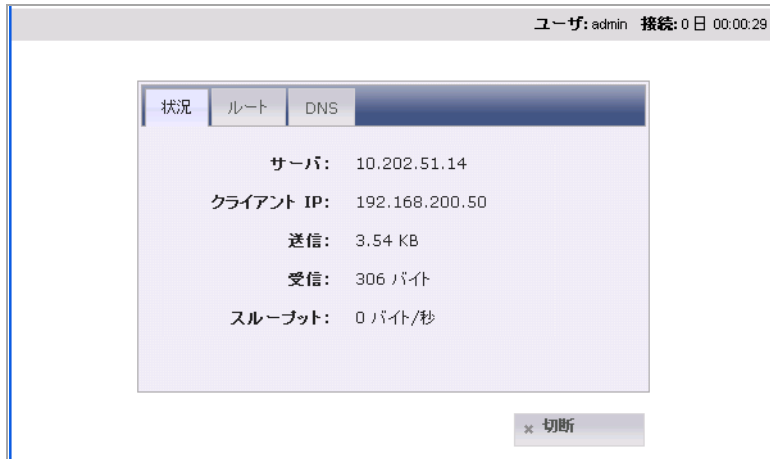 ユーザ: admin 接続: 0 日 00:00:29
状況 ルート DNS
サーバ: 10.202.51.14
クライアント IP: 192.168.200.50
送信: 3.54 KB
受信: 306 バイト
スループット: 0 バイト/秒
× 切断